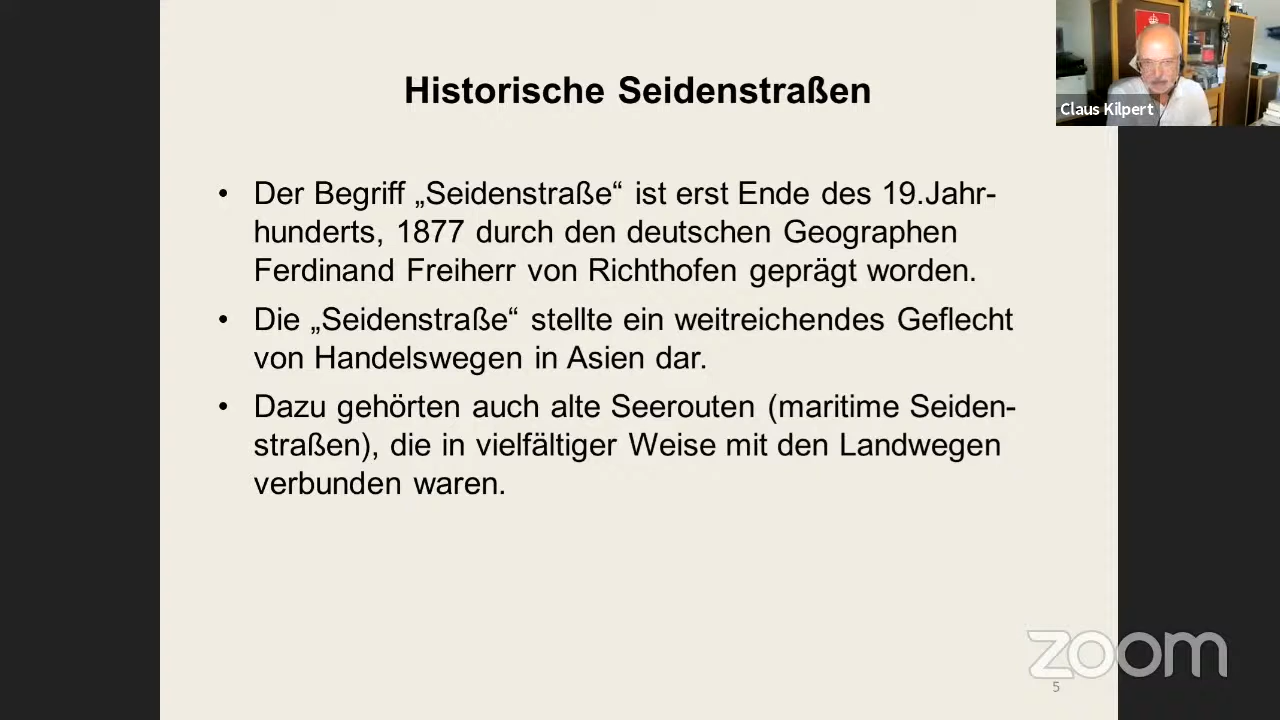 Historische Seidenstraßen
Claus Kilpert
• Der Begriff „Seidenstraße“ ist erst Ende des 19.Jahr-
hunderts, 1877 durch den deutschen Geographen
Ferdinand Freiherr von Richthofen geprägt worden.
• Die „Seidenstraße“ stellte ein weitreichendes Geflecht
von Handelswegen in Asien dar.
• Dazu gehörten auch alte Seerouten (maritime Seiden-
straßen), die in vielfältiger Weise mit den Landwegen
verbunden waren.
zoom
5